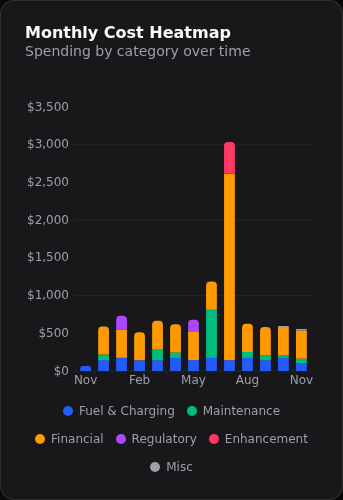 Monthly Cost Heatmap
Spending by category over time
$3,500
$3,000
$2,500
$2,000
$1,500
$1,000
$500
$0
Nov Feb May Aug Nov
Fuel & Charging Maintenance
Financial Regulatory Enhancement
Misc